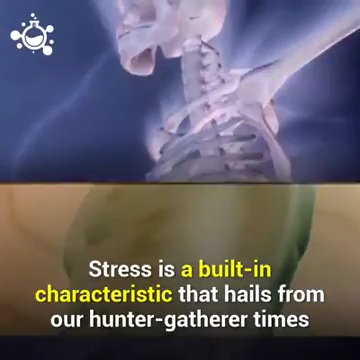 Stress is a built-in
characteristic that hails from
our hunter-gatherer times